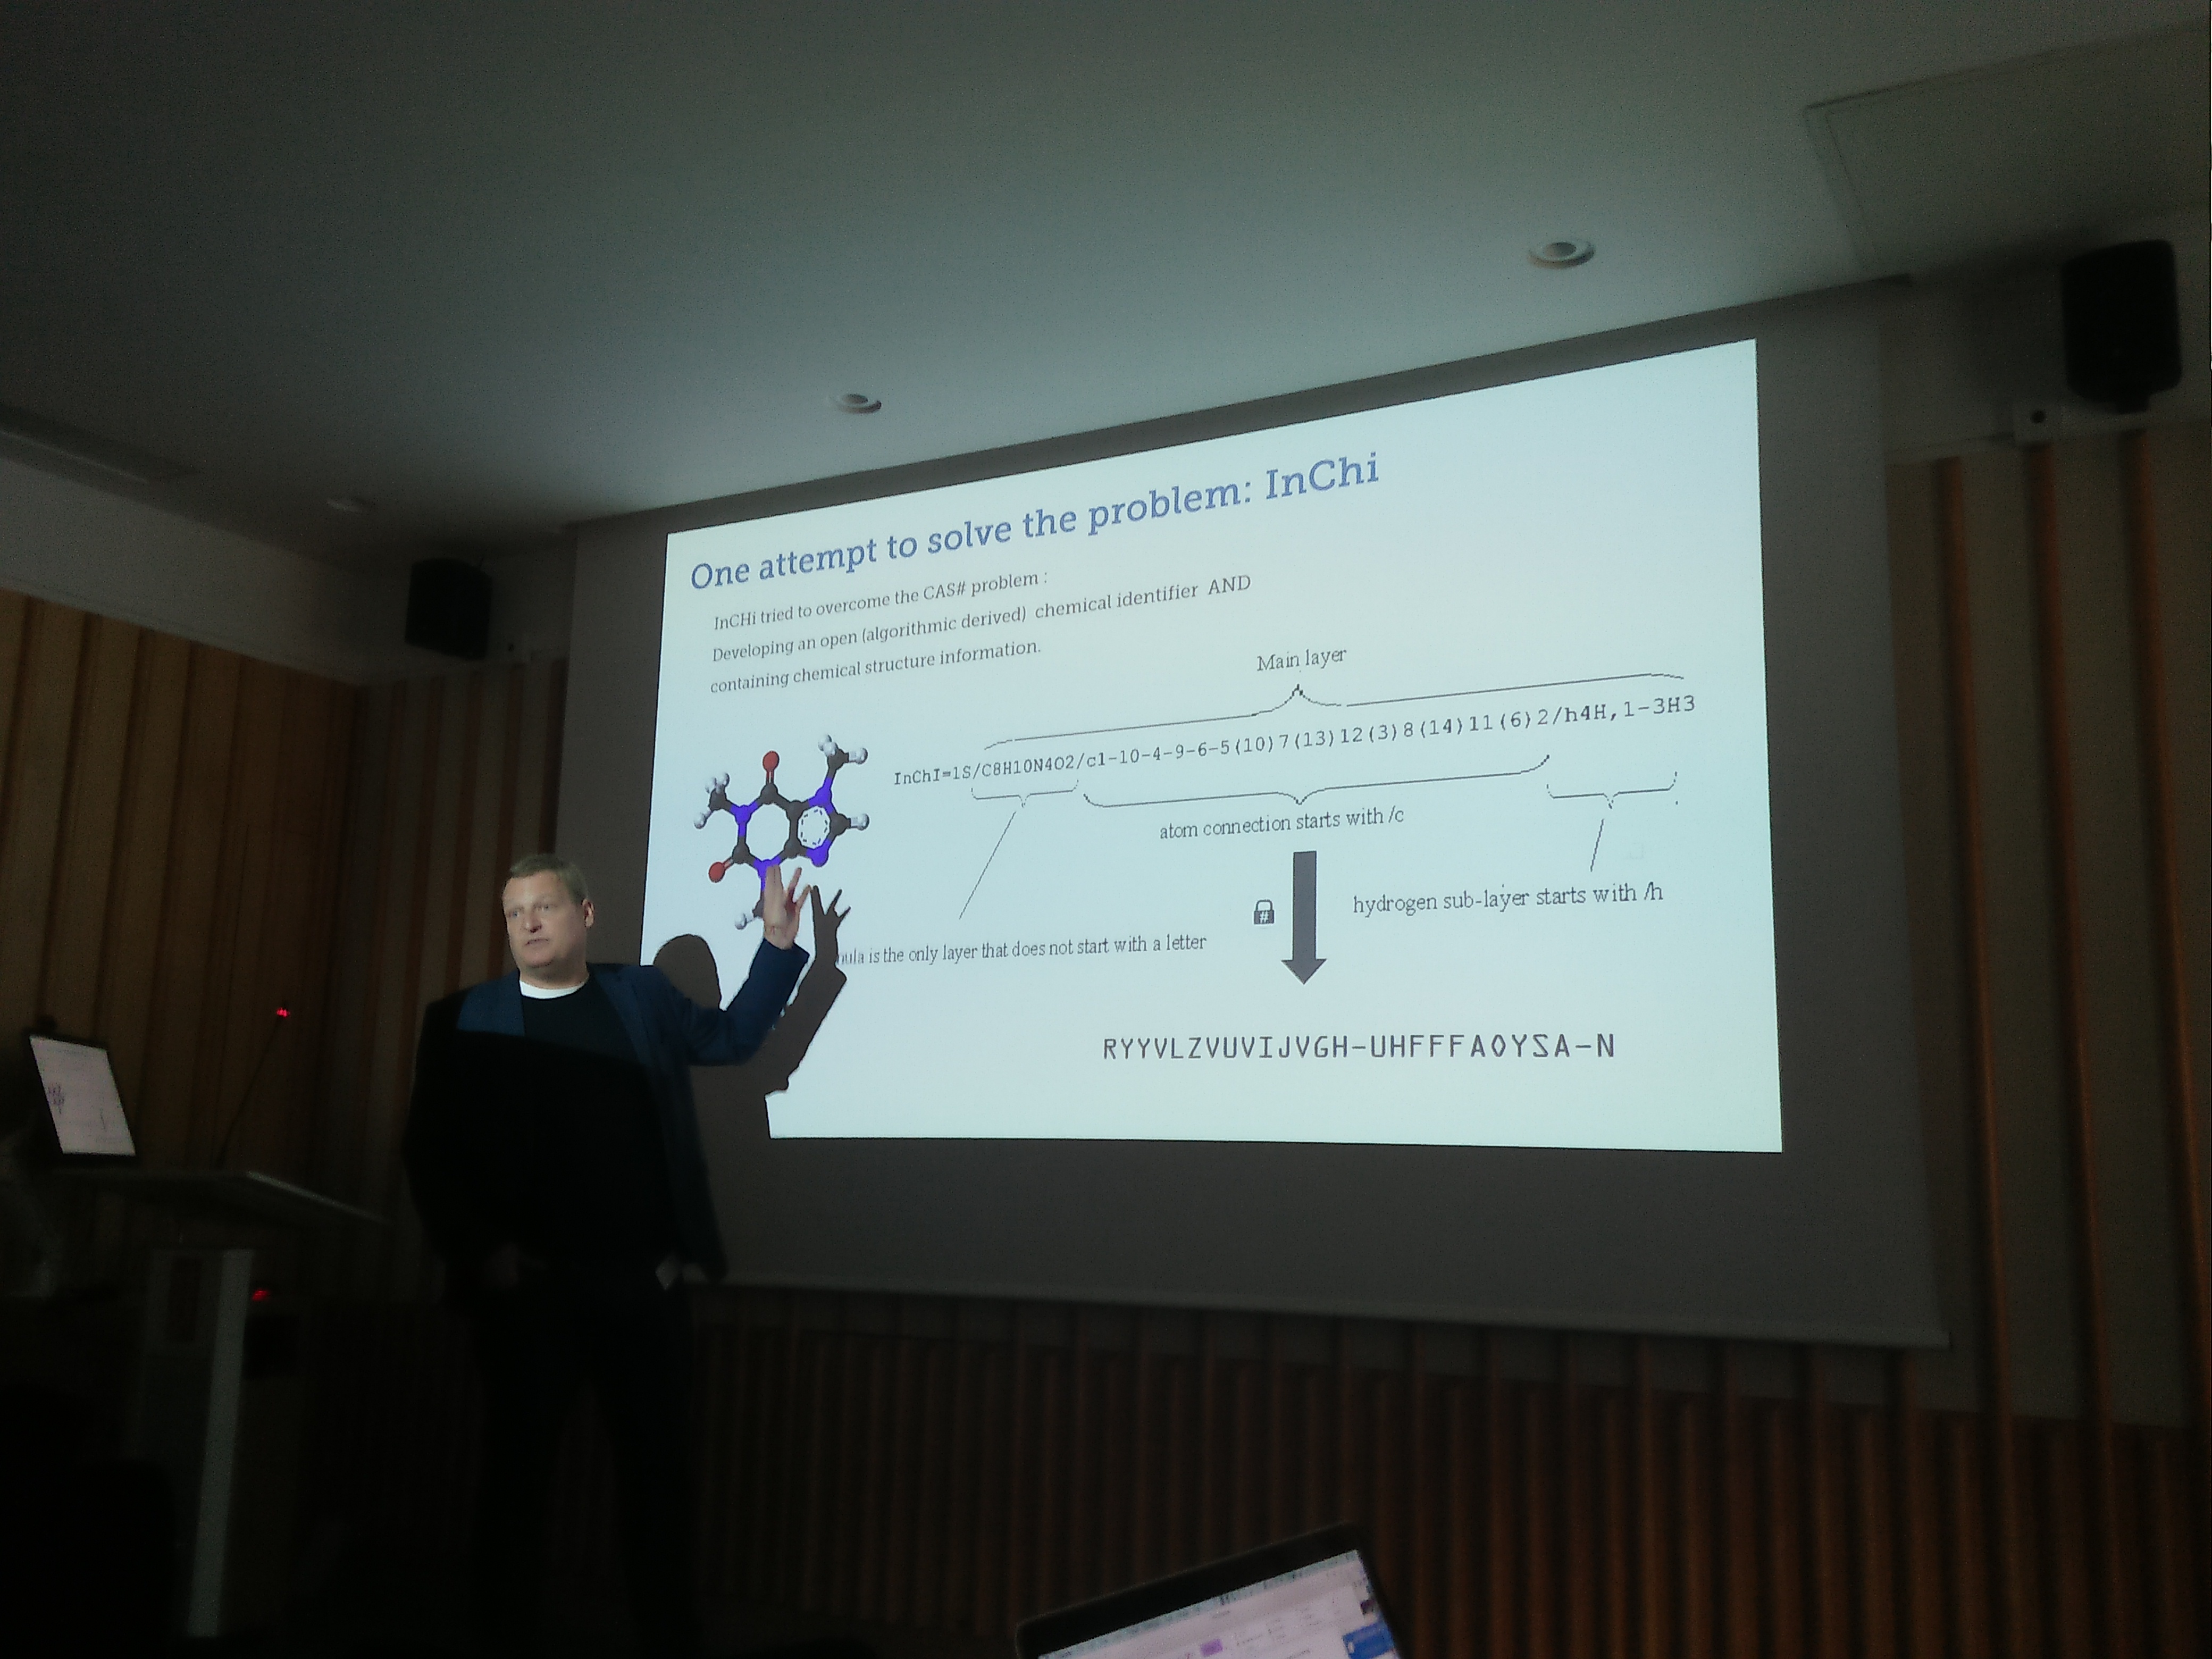 One attempt to solve the problem: InChi
InCHi tried to overcome the CAS# problem :
Developing an open (algorithmic derived) chemical identifier AND
containing chemical structure information.
Main layer
InChI=1S/C8H10N4O2/c1-10-4-9-6-5(10)7(13)12(3)8(14)11(6)2/h4H,1-3H3
atom connection starts with /c
hydrogen sub-layer starts with /h
#
is the only layer that does not start with a letter
RYYVLZVUVIJVGH-UHFFFAOYSA-N